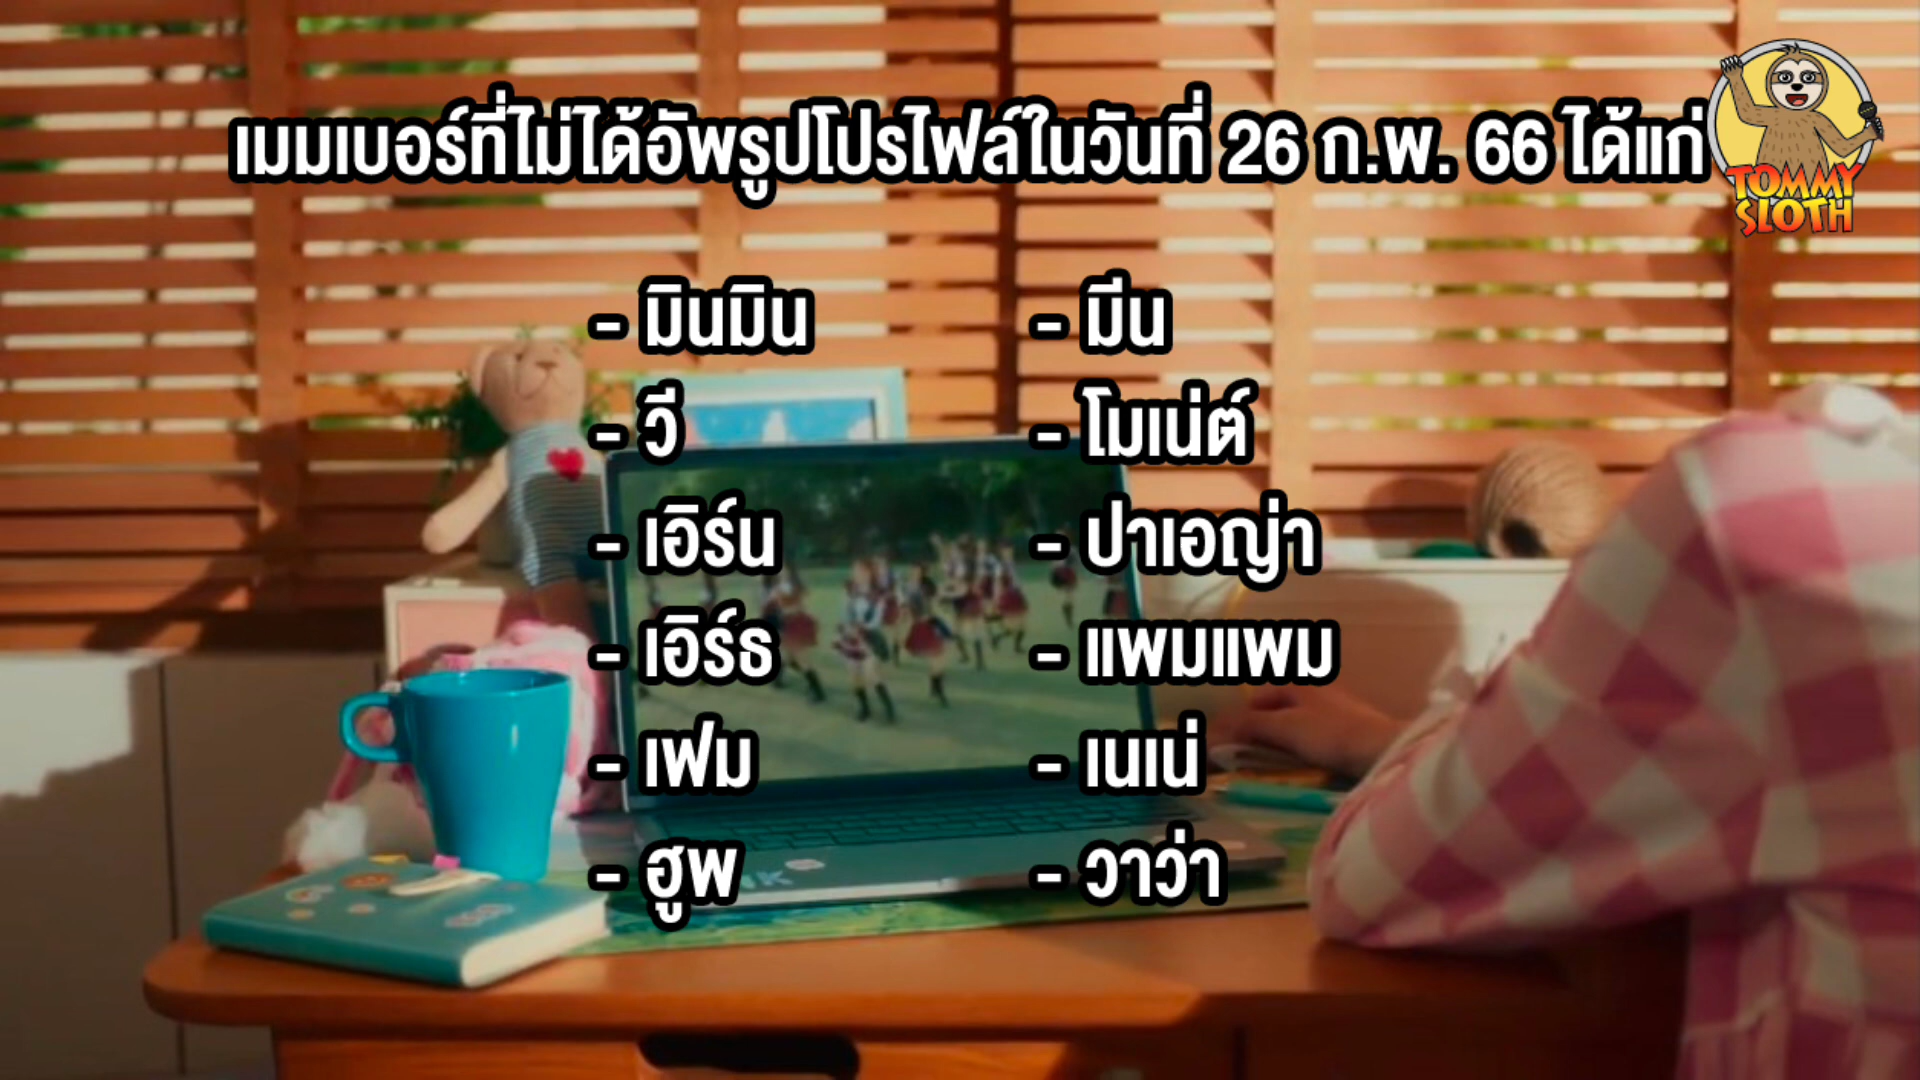 เมมเบอร์ที่ไม่ได้อัพรูปโปรไฟล์ในวันที่ 26 ก.พ. 66 ได้แก่
TOMMY
SLOTH
- มินมิน
- วี
- เอิร์น
- เอิร์ธ
- เฟม
- ฮูพ
- มีน
- โมเน่ต์
- ปาเอญ่า
- แพมแพม
- เนเน่
- วาว่า